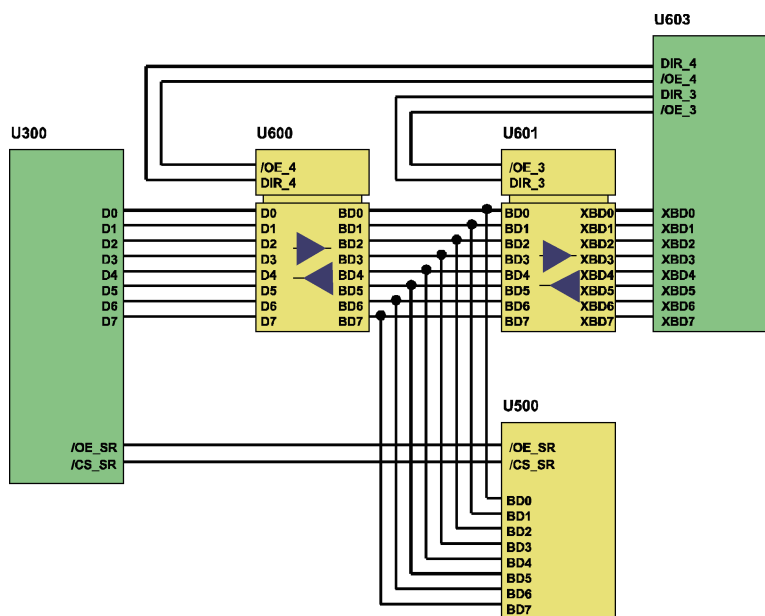 U603
DIR_4
/OE_4
DIR_3
/OE_3
U300
U600
U601
/OE_4
DIR_4
/OE_3
DIR_3
D0 D0 BD0 BD0 XBD0 XBD0
D1 D1 BD1 BD1 XBD1 XBD1
D2 D2 BD2 BD2 XBD2 XBD2
D3 D3 BD3 BD3 XBD3 XBD3
D4 D4 BD4 BD4 XBD4 XBD4
D5 D5 BD5 BD5 XBD5 XBD5
D6 D6 BD6 BD6 XBD6 XBD6
D7 D7 BD7 BD7 XBD7 XBD7
U500
/OE_SR /OE_SR
/CS_SR /CS_SR
BD0
BD1
BD2
BD3
BD4
BD5
BD6
BD7